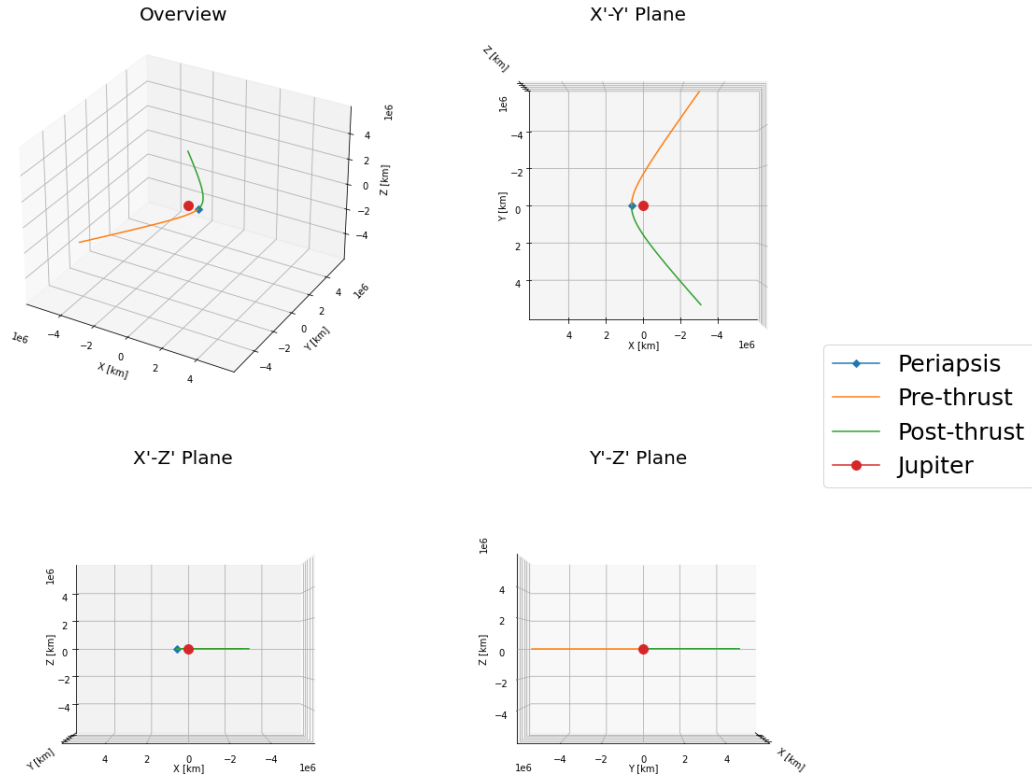 Overview
1e6
4
2
0
−2
−4
Z [km]
1e6
−4
−2
0
2
4
X [km]
−4
−2
0
2
4
Y [km]
1e6
X'-Y' Plane
Z [km]
1e6
−4
−2
0
2
4
Y [km]
4
2
0
−2
−4
X [km]
1e6
Periapsis
Pre-thrust
Post-thrust
Jupiter
X'-Z' Plane
1e6
4
2
0
−2
−4
Z [km]
Y [km]
4
2
0
−2
−4
X [km]
1e6
Y'-Z' Plane
1e6
4
2
0
−2
−4
Z [km]
1e6
−4
−2
0
2
4
Y [km]
X [km]